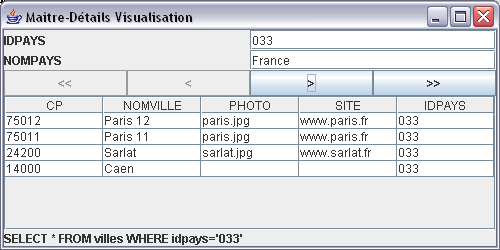 Maitre-Détails Visualisation
IDPAYS 033
NOMPAYS France
<< < > >>
CP NOMVILLE PHOTO SITE IDPAYS
75012 Paris 12 paris.jpg www.paris.fr 033
75011 Paris 11 paris.jpg www.paris.fr 033
24200 Sarlat sarlat.jpg www.sarlat.fr 033
14000 Caen 033
SELECT * FROM villes WHERE idpays='033'